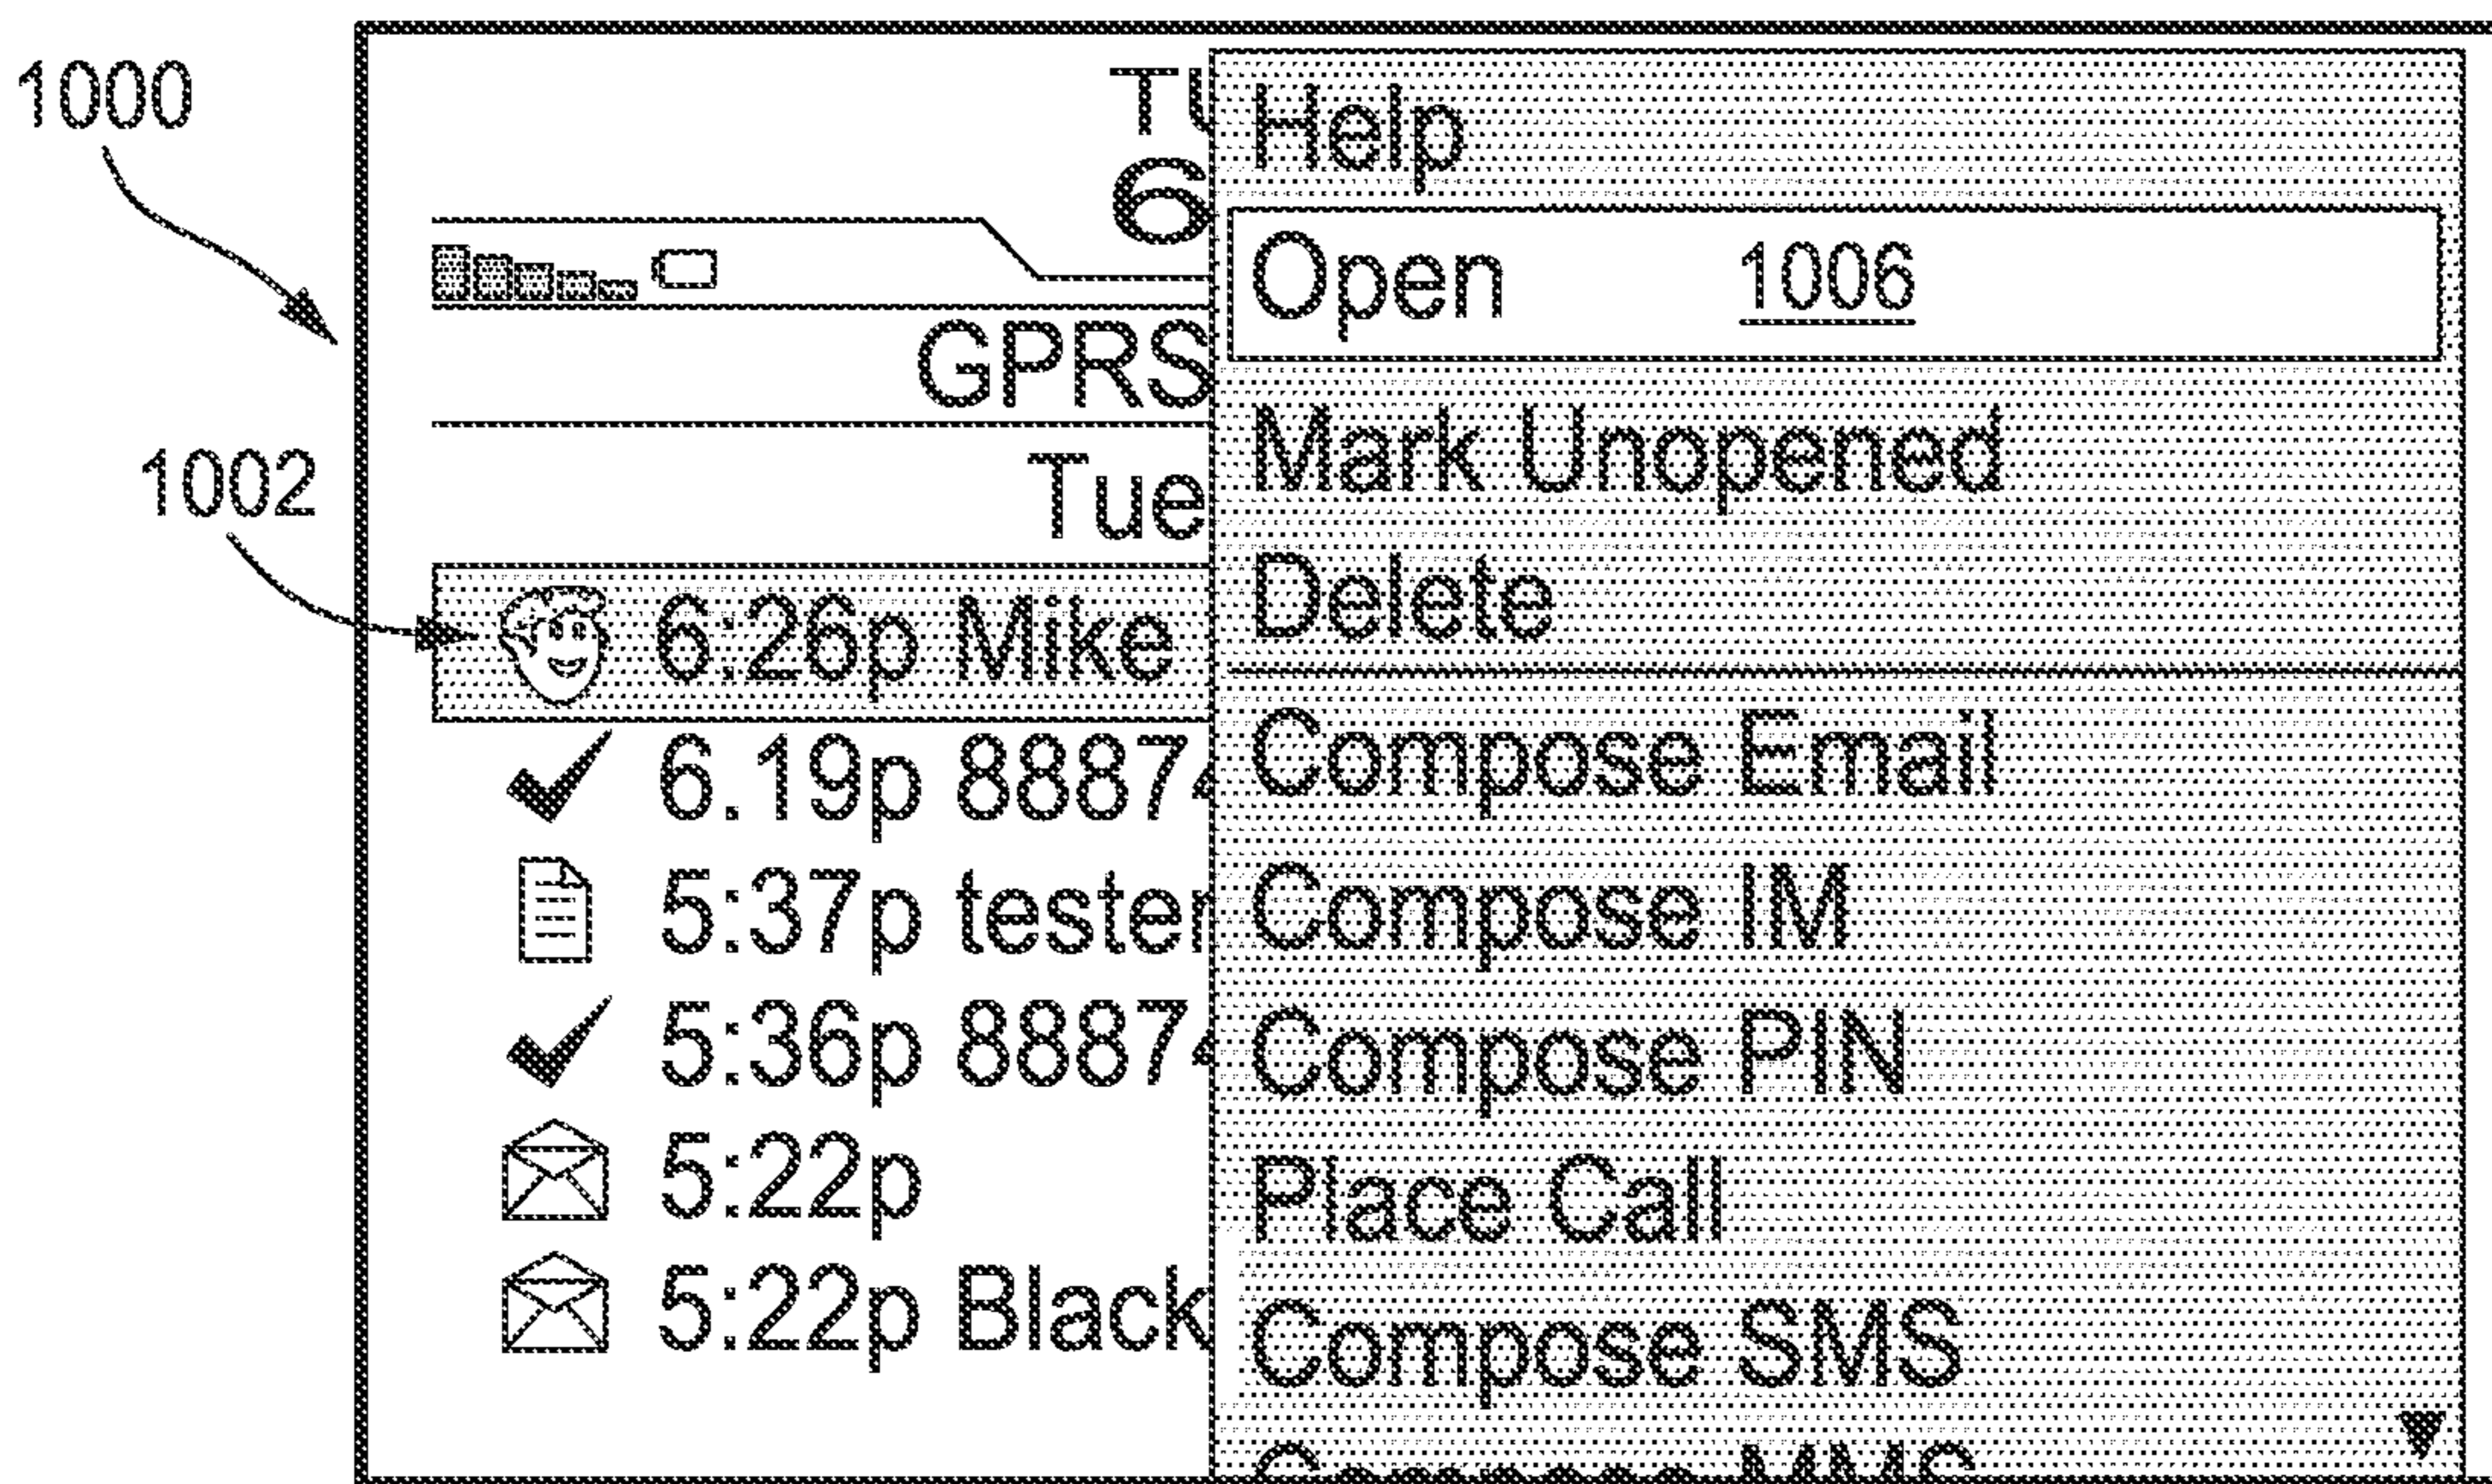 1000
TU
6
GPRS
1002
Tue
6:26p Mike
6.19p 8887
5:37p tester
5:36p 8887
5:22p
5:22p Black
Help
Open 1006
Mark Unopened
Delete
Compose Email
Compose IM
Compose PIN
Place Call
Compose SMS
Compose MMS